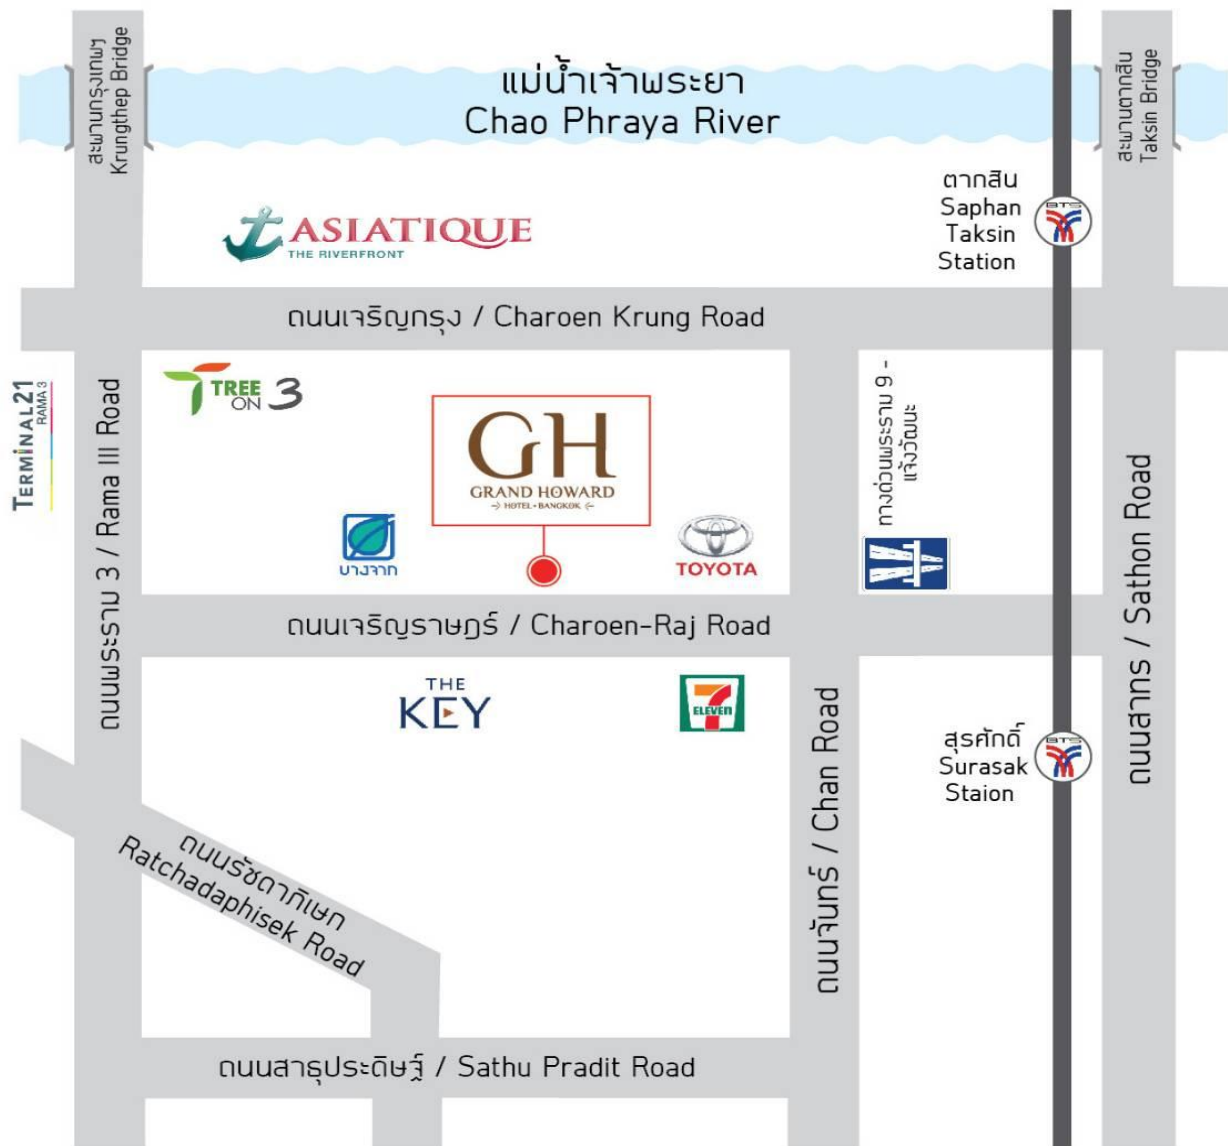 สะพานกรุงเทพฯ
Krungthep Bridge
แม่น้ำเจ้าพระยา
Chao Phraya River
สะพานตากสิน
Taksin Bridge
ตากสิน
Saphan
Taksin
Station
BTS
ASIATIQUE
THE RIVERFRONT
ถนนเจริญกรุง / Charoen Krung Road
TERMINAL21
RAMA 3
ถนนพระราม 3 / Rama III Road
TREE
ON 3
GH
GRAND HOWARD
HOTEL • BANGKOK
บางจาก
TOYOTA
ทางด่วนพระราม 9 -
แจ้งวัฒนะ
ถนนสาทร / Sathon Road
ถนนเจริญราษฎร์ / Charoen-Raj Road
THE
KEY
7
ELEVEn
ถนนจันทร์ / Chan Road
สุรศักดิ์
Surasak
Staion
BTS
ถนนรัชดาภิเษก
Ratchadaphisek Road
ถนนสาธุประดิษฐ์ / Sathu Pradit Road